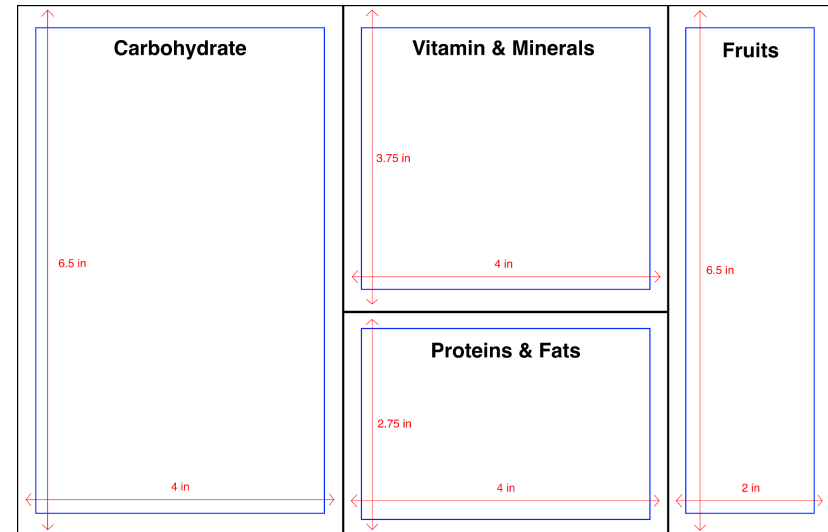 Carbohydrate
6.5 in
4 in
Vitamin & Minerals
3.75 in
4 in
Proteins & Fats
2.75 in
4 in
Fruits
6.5 in
2 in